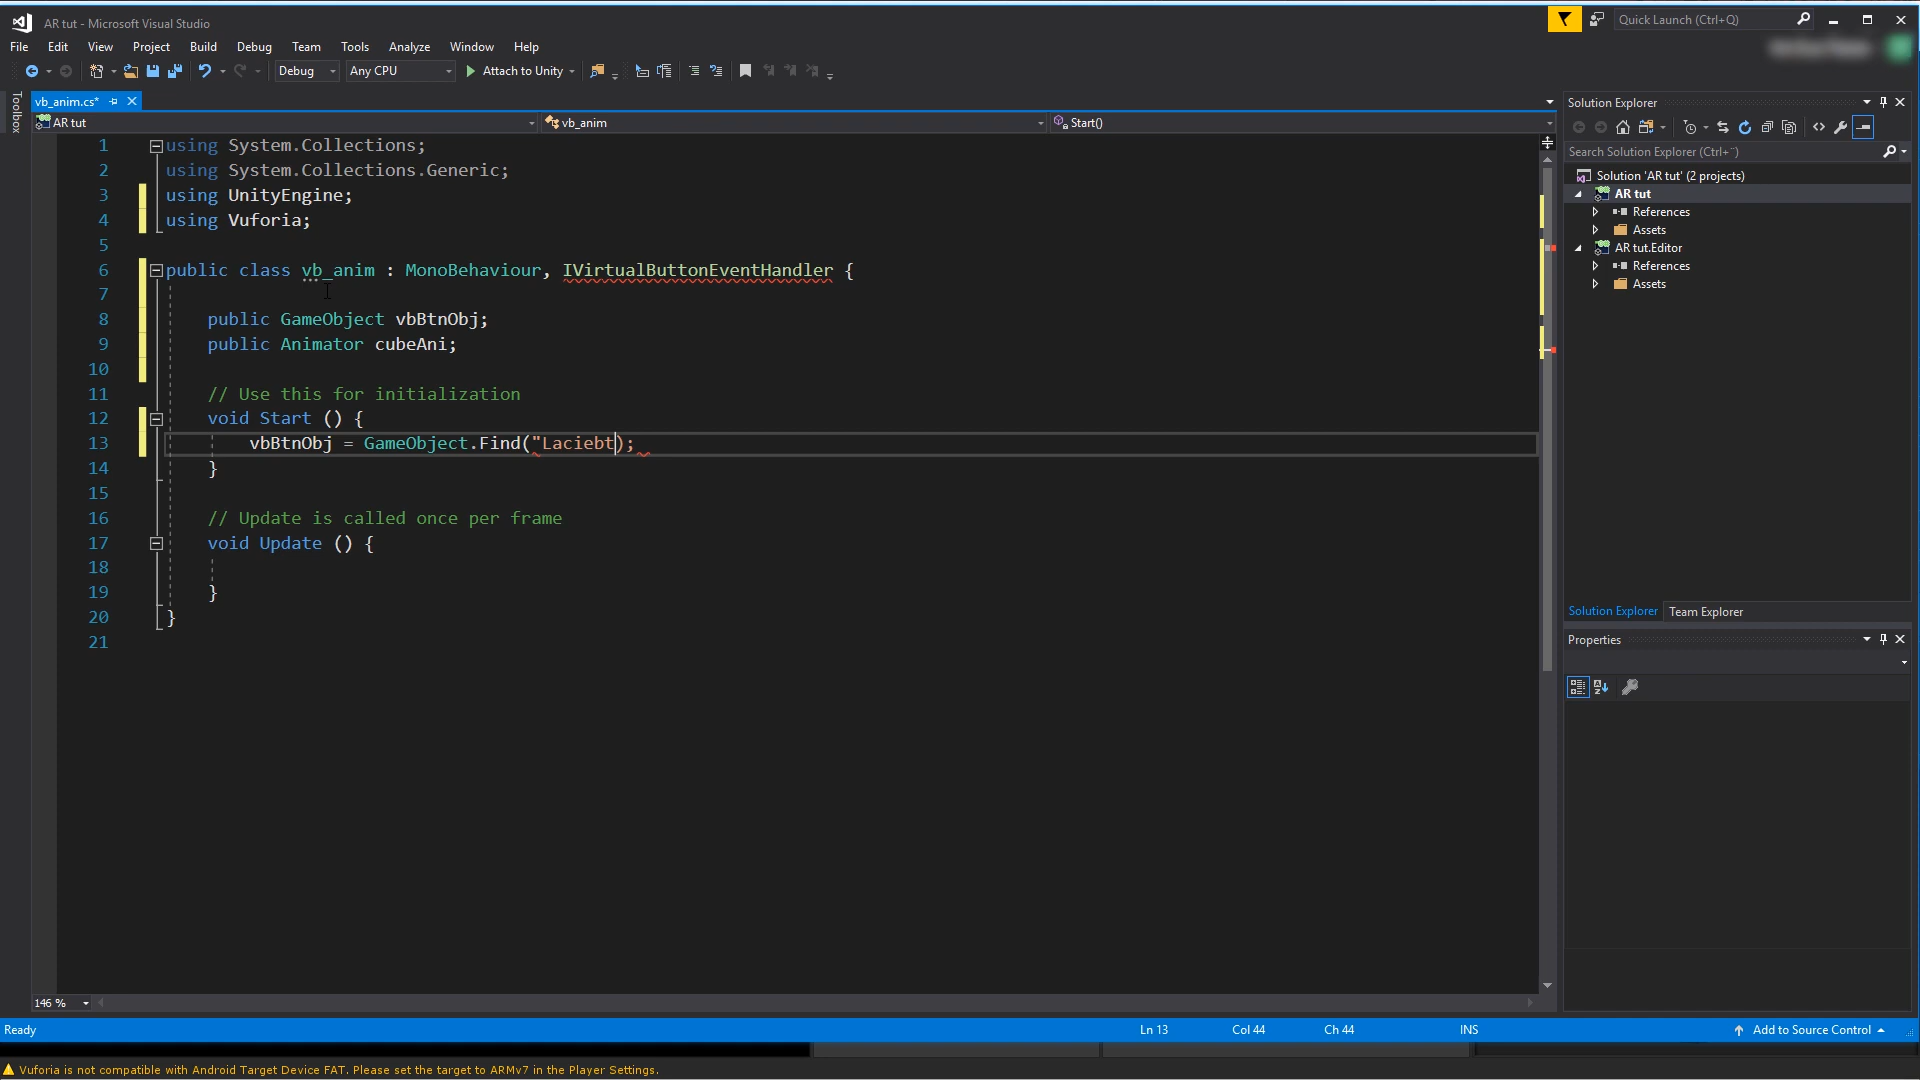 AR tut - Microsoft Visual Studio
Quick Launch (Ctrl+Q)
File Edit View Project Build Debug Team Tools Analyze Window Help
Debug Any CPU Attach to Unity
Toolbox
vb_anim.cs*
AR tut vb_anim Start()
1 using System.Collections;
2 using System.Collections.Generic;
3 using UnityEngine;
4 using Vuforia;
5
6 public class vb_anim : MonoBehaviour, IVirtualButtonEventHandler {
7
8 public GameObject vbBtnObj;
9 public Animator cubeAni;
10
11 // Use this for initialization
12 void Start () {
13 vbBtnObj = GameObject.Find("Laciebt);
14 }
15
16 // Update is called once per frame
17 void Update () {
18
19 }
20 }
21
146 %
Solution Explorer
Search Solution Explorer (Ctrl+¨)
Solution 'AR tut' (2 projects)
AR tut
References
Assets
AR tut.Editor
References
Assets
Solution Explorer Team Explorer
Properties
Ready Ln 13 Col 44 Ch 44 INS Add to Source Control
Vuforia is not compatible with Android Target Device FAT. Please set the target to ARMv7 in the Player Settings.